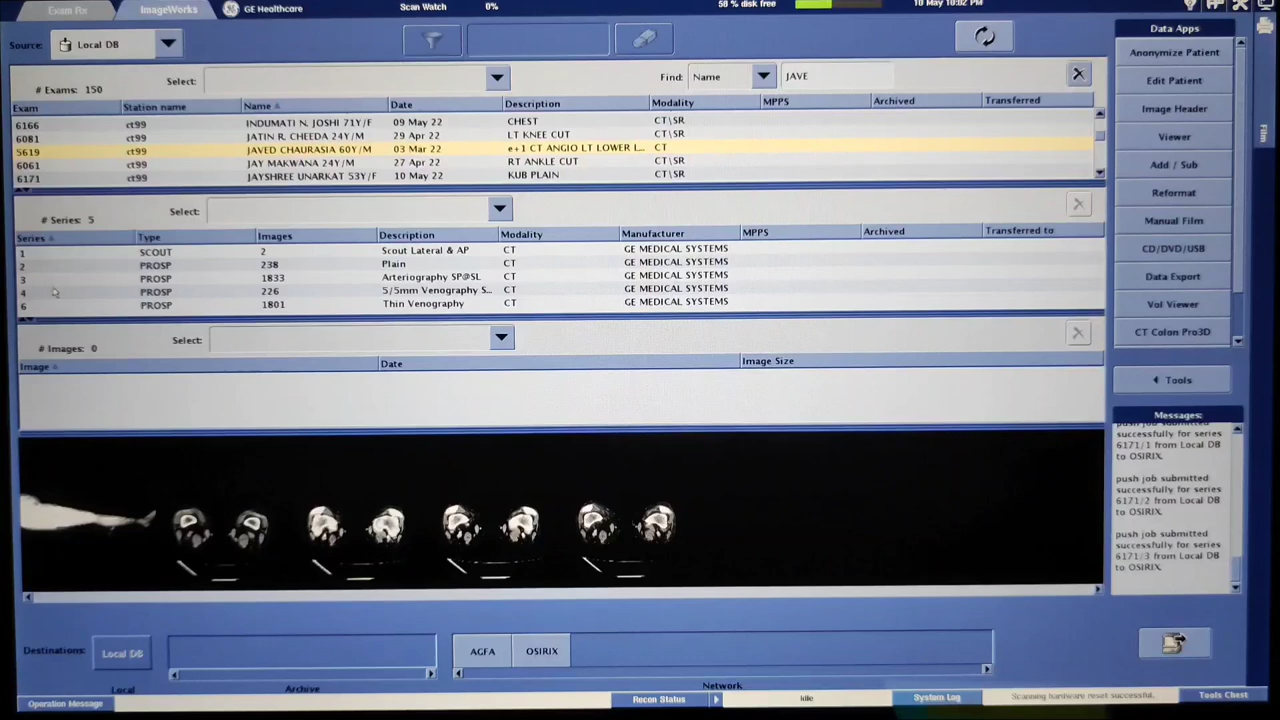 Exam Rx ImageWorks GE Healthcare Scan Watch 0% 58 % disk free 10 May 10:02 PM
Source: Local DB Data Apps
# Exams: 150 Select: Find: Name JAVE Anonymize Patient
Exam Station name Name Date Description Modality MPPS Archived Transferred
6166 ct99 INDUMATI N. JOSHI 71Y/F 09 May 22 CHEST CT\SR
6081 ct99 JATIN R. CHEEDA 24Y/M 29 Apr 22 LT KNEE CUT CT\SR
5619 ct99 JAVED CHAURASIA 60Y/M 03 Mar 22 e+1 CT ANGIO LT LOWER L... CT
6061 ct99 JAY MAKWANA 24Y/M 27 Apr 22 RT ANKLE CUT CT\SR
6171 ct99 JAYSHREE UNARKAT 53Y/F 10 May 22 KUB PLAIN CT\SR
# Series: 5 Select:
Series Type Images Description Modality Manufacturer MPPS Archived Transferred to
1 SCOUT 2 Scout Lateral & AP CT GE MEDICAL SYSTEMS
2 PROSP 238 Plain CT GE MEDICAL SYSTEMS
3 PROSP 1833 Arteriography SP@SL CT GE MEDICAL SYSTEMS
4 PROSP 226 5/5mm Venography S... CT GE MEDICAL SYSTEMS
6 PROSP 1801 Thin Venography CT GE MEDICAL SYSTEMS
# Images: 0 Select:
Image Date Image Size
Edit Patient
Image Header
Viewer
Add / Sub
Reformat
Manual Film
CD/DVD/USB
Data Export
Vol Viewer
CT Colon Pro3D
Tools
Film
Messages:
push job submitted
successfully for series
6171/1 from Local DB
to OSIRIX.
push job submitted
successfully for series
6171/2 from Local DB
to OSIRIX.
push job submitted
successfully for series
6171/3 from Local DB
to OSIRIX.
Destinations: Local DB AGFA OSIRIX
Local Archive Network
Operation Message Recon Status Idle System Log Scanning hardware reset successful. Tools Chest